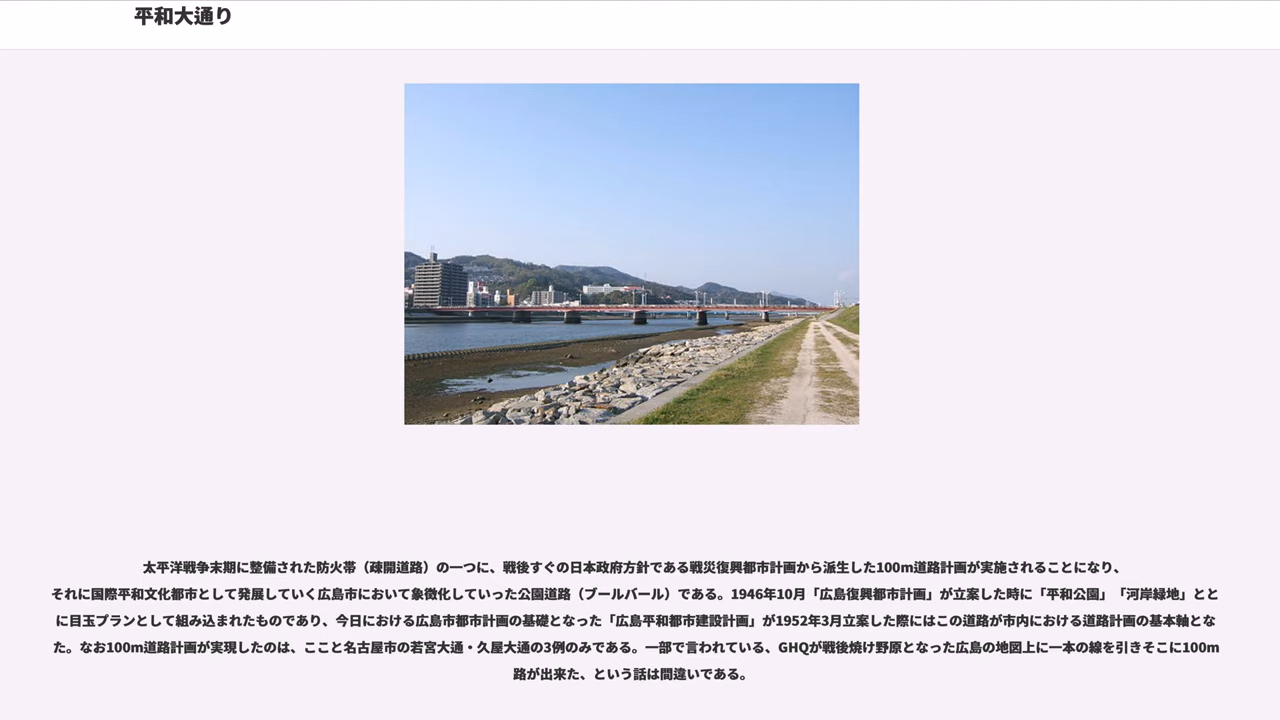 平和大通り
太平洋戦争末期に整備された防火帯（疎開道路）の一つに、戦後すぐの日本政府方針である戦災復興都市計画から派生した100m道路計画が実施されることになり、
それに国際平和文化都市として発展していく広島市において象徴化していった公園道路（ブールバール）である。1946年10月「広島復興都市計画」が立案した時に「平和公園」「河岸緑地」とと
に目玉プランとして組み込まれたものであり、今日における広島市都市計画の基礎となった「広島平和都市建設計画」が1952年3月立案した際にはこの道路が市内における道路計画の基本軸とな
た。なお100m道路計画が実現したのは、ここと名古屋市の若宮大通・久屋大通の3例のみである。一部で言われている、GHQが戦後焼け野原となった広島の地図上に一本の線を引きそこに100m
路が出来た、という話は間違いである。